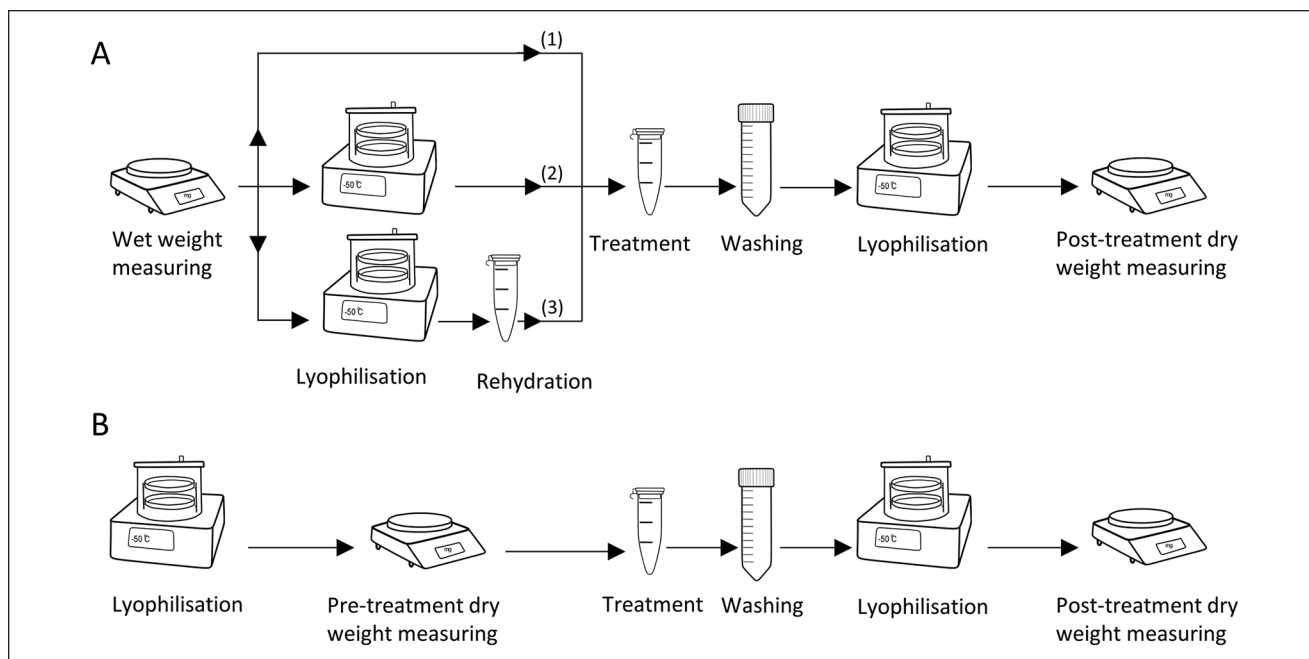 A
(1)
-50℃
(2)
mg
Wet weight
measuring
-50℃
(3)
Lyophilisation
Rehydration
Treatment
Washing
-50℃
Lyophilisation
mg
Post-treatment dry
weight measuring
B
-50℃
Lyophilisation
mg
Pre-treatment dry
weight measuring
Treatment
Washing
-50℃
Lyophilisation
mg
Post-treatment dry
weight measuring